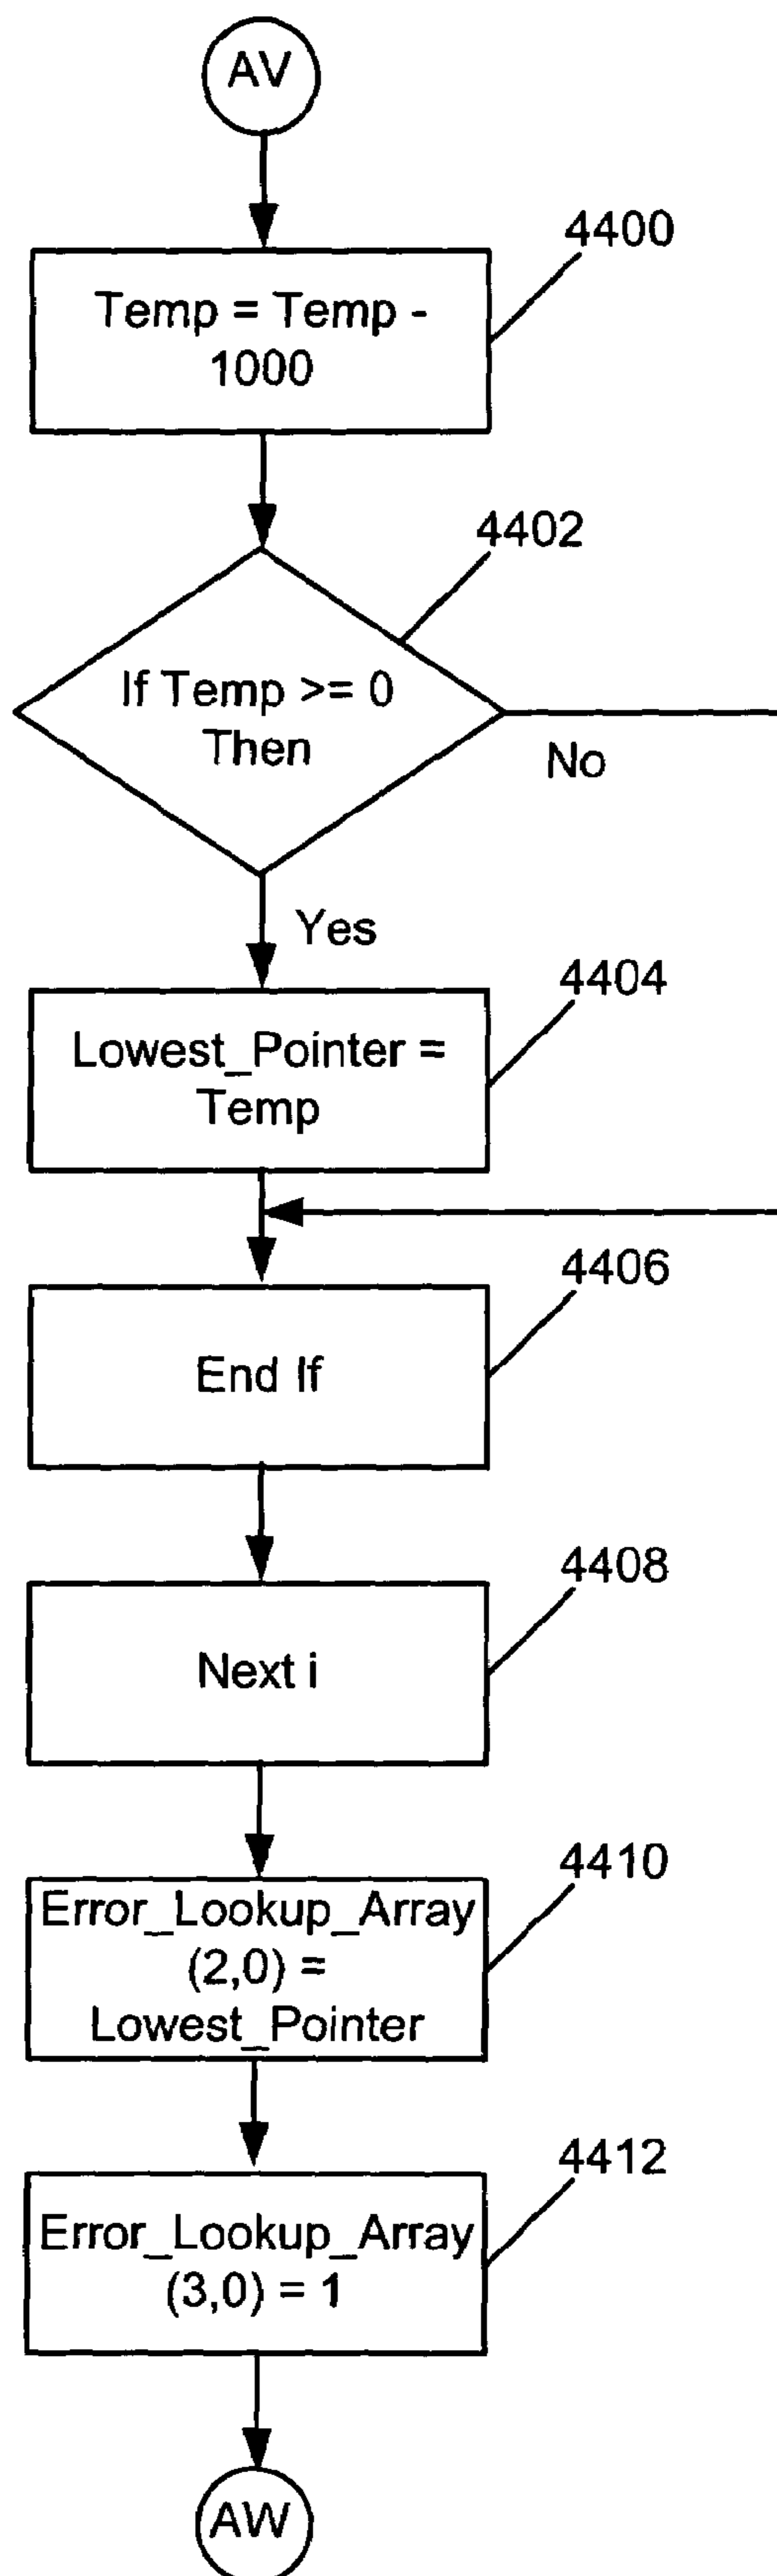 AV
4400
Temp = Temp -
1000
4402
If Temp >= 0
Then
No
Yes
4404
Lowest_Pointer =
Temp
4406
End If
4408
Next i
4410
Error_Lookup_Array
(2,0) =
Lowest_Pointer
4412
Error_Lookup_Array
(3,0) = 1
AW